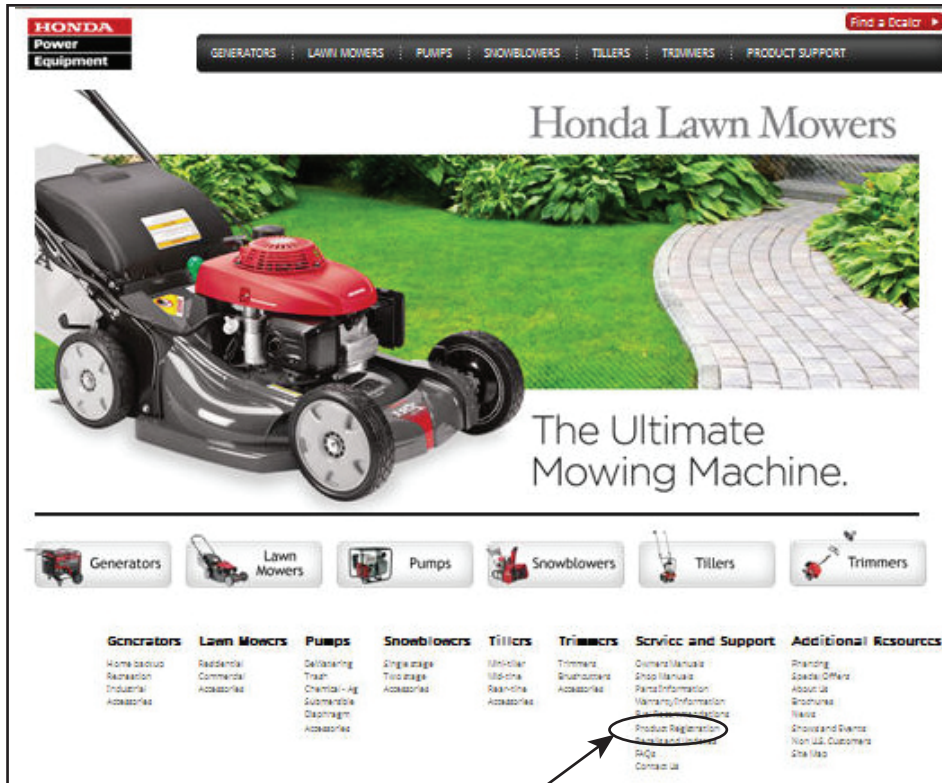 HONDA
Power
Equipment
Find a Dealer
GENERATORS LAWN MOWERS PUMPS SNOWBLOWERS TILLERS TRIMMERS PRODUCT SUPPORT
Honda Lawn Mowers
The Ultimate
Mowing Machine.
Generators
Lawn
Mowers
Pumps
Snowblowers
Tillers
Trimmers
Generators
Home backup
Recreation
Industrial
Accessories
Lawn Mowers
Residential
Commercial
Accessories
Pumps
DeWatering
Trash
Chemical - Ag
Submersible
Diaphragm
Accessories
Snowblowers
Single stage
Two stage
Accessories
Tillers
Mini-tiller
Mid-tine
Rear-tine
Accessories
Trimmers
Trimmers
Brushcutters
Accessories
Service and Support
Owners Manuals
Shop Manuals
Parts Information
Warranty Information
Fuel Recommendations
Product Registration
Recalls and Updates
FAQs
Contact Us
Additional Resources
Financing
Special Offers
About Us
Brochures
News
Shows and Events
Non U.S. Customers
Site Map